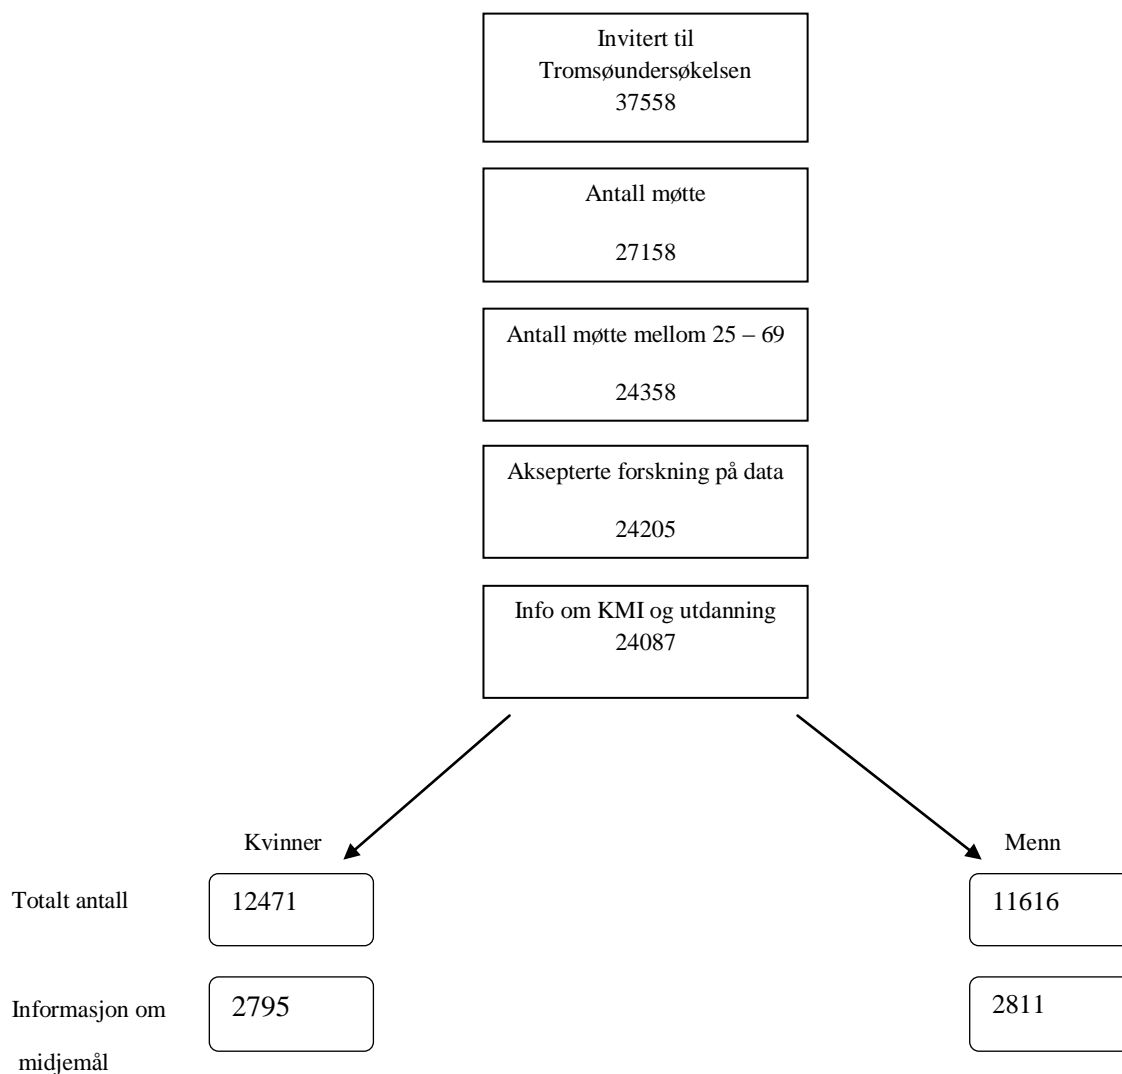 Invitert til
Tromsøundersøkelsen
37558
Antall møtte
27158
Antall møtte mellom 25 – 69
24358
Aksepterte forskning på data
24205
Info om KMI og utdanning
24087
Kvinner
Menn
Totalt antall
12471
11616
Informasjon om
midjemål
2795
2811